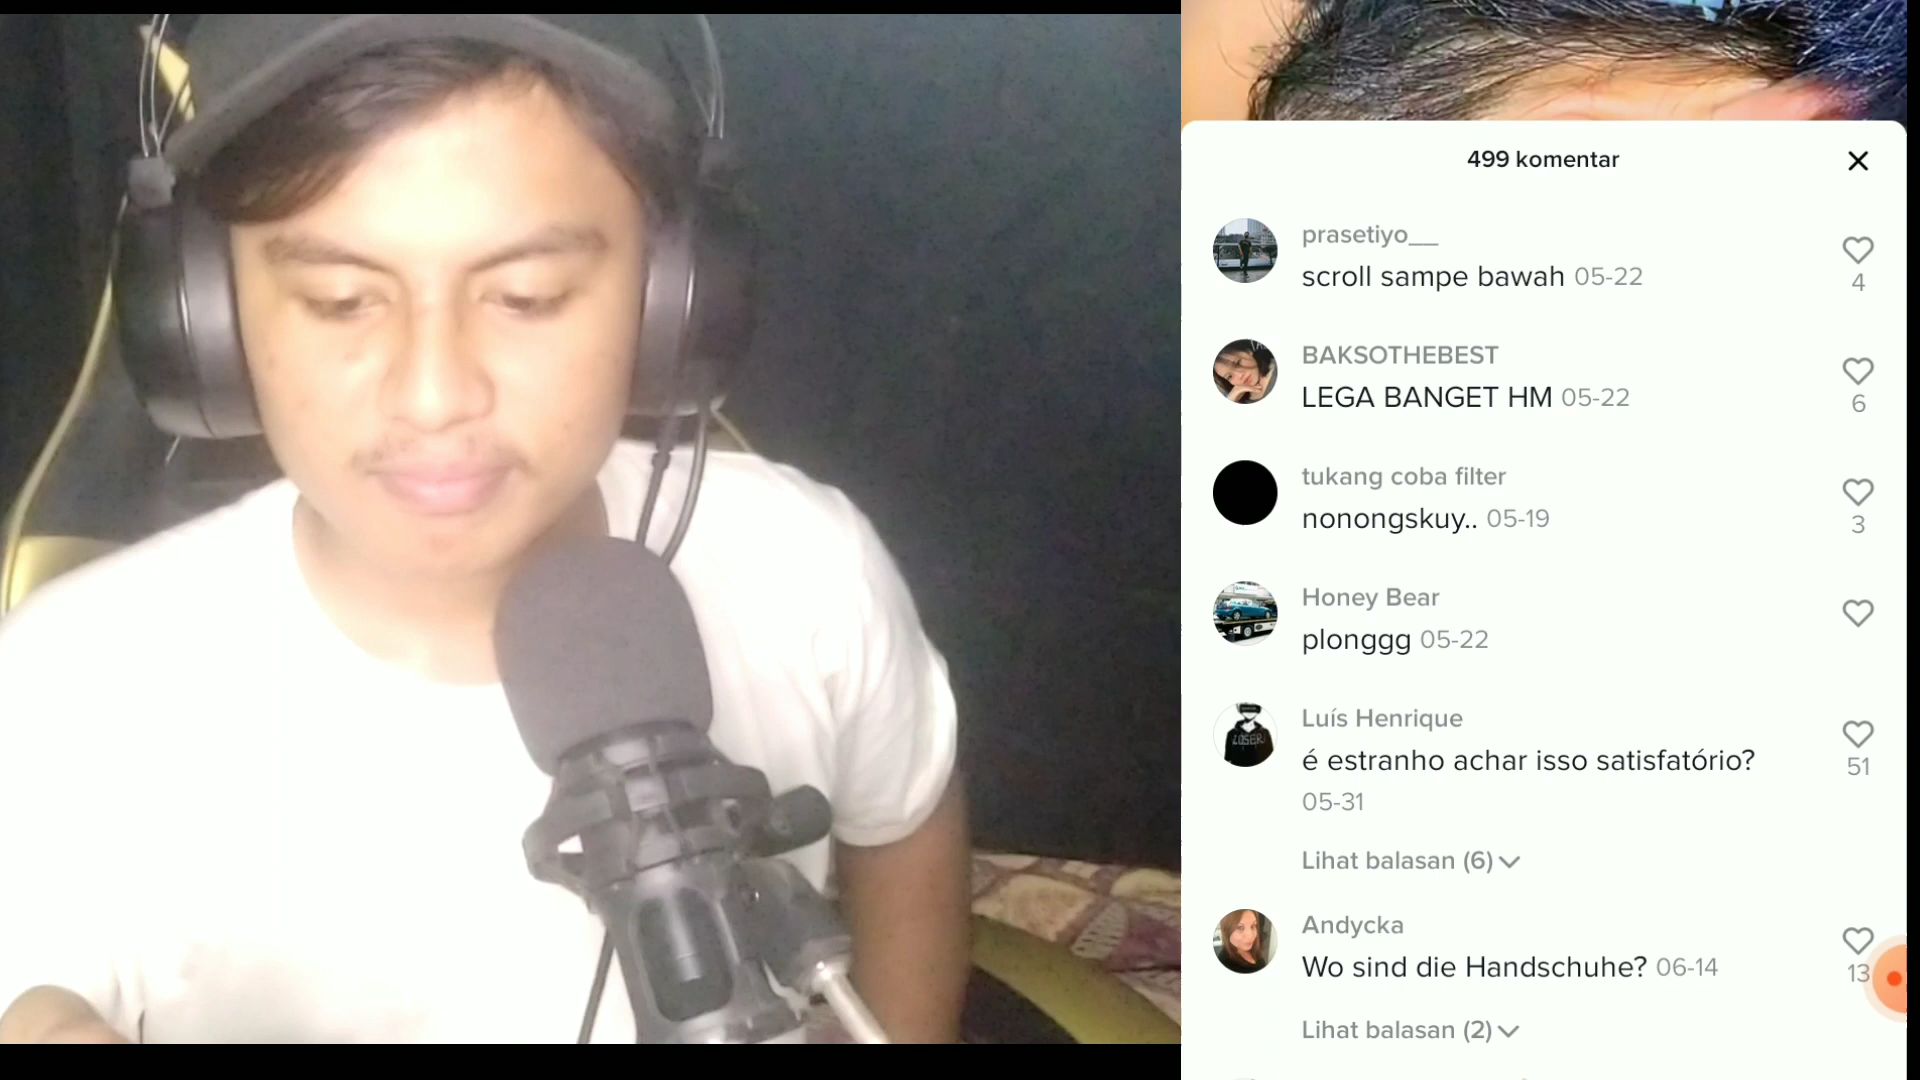 499 komentar
prasetiyo__
scroll sampe bawah 05-22
4
BAKSOTHEBEST
LEGA BANGET HM 05-22
6
tukang coba filter
nonongskuy.. 05-19
3
Honey Bear
plonggg 05-22
Luís Henrique
é estranho achar isso satisfatório?
05-31
51
Lihat balasan (6)
LOSER
Andycka
Wo sind die Handschuhe? 06-14
13
Lihat balasan (2)